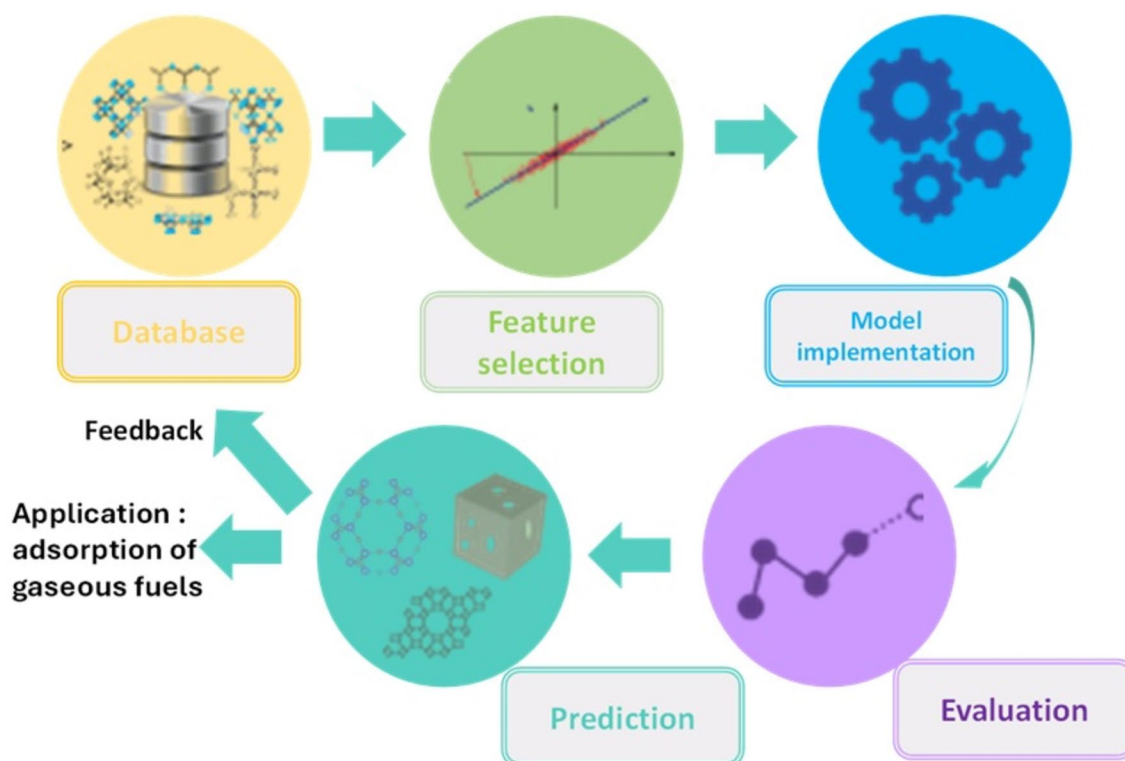 Database
Feature
selection
Model
implementation
Feedback
Application :
adsorption of
gaseous fuels
Prediction
Evaluation